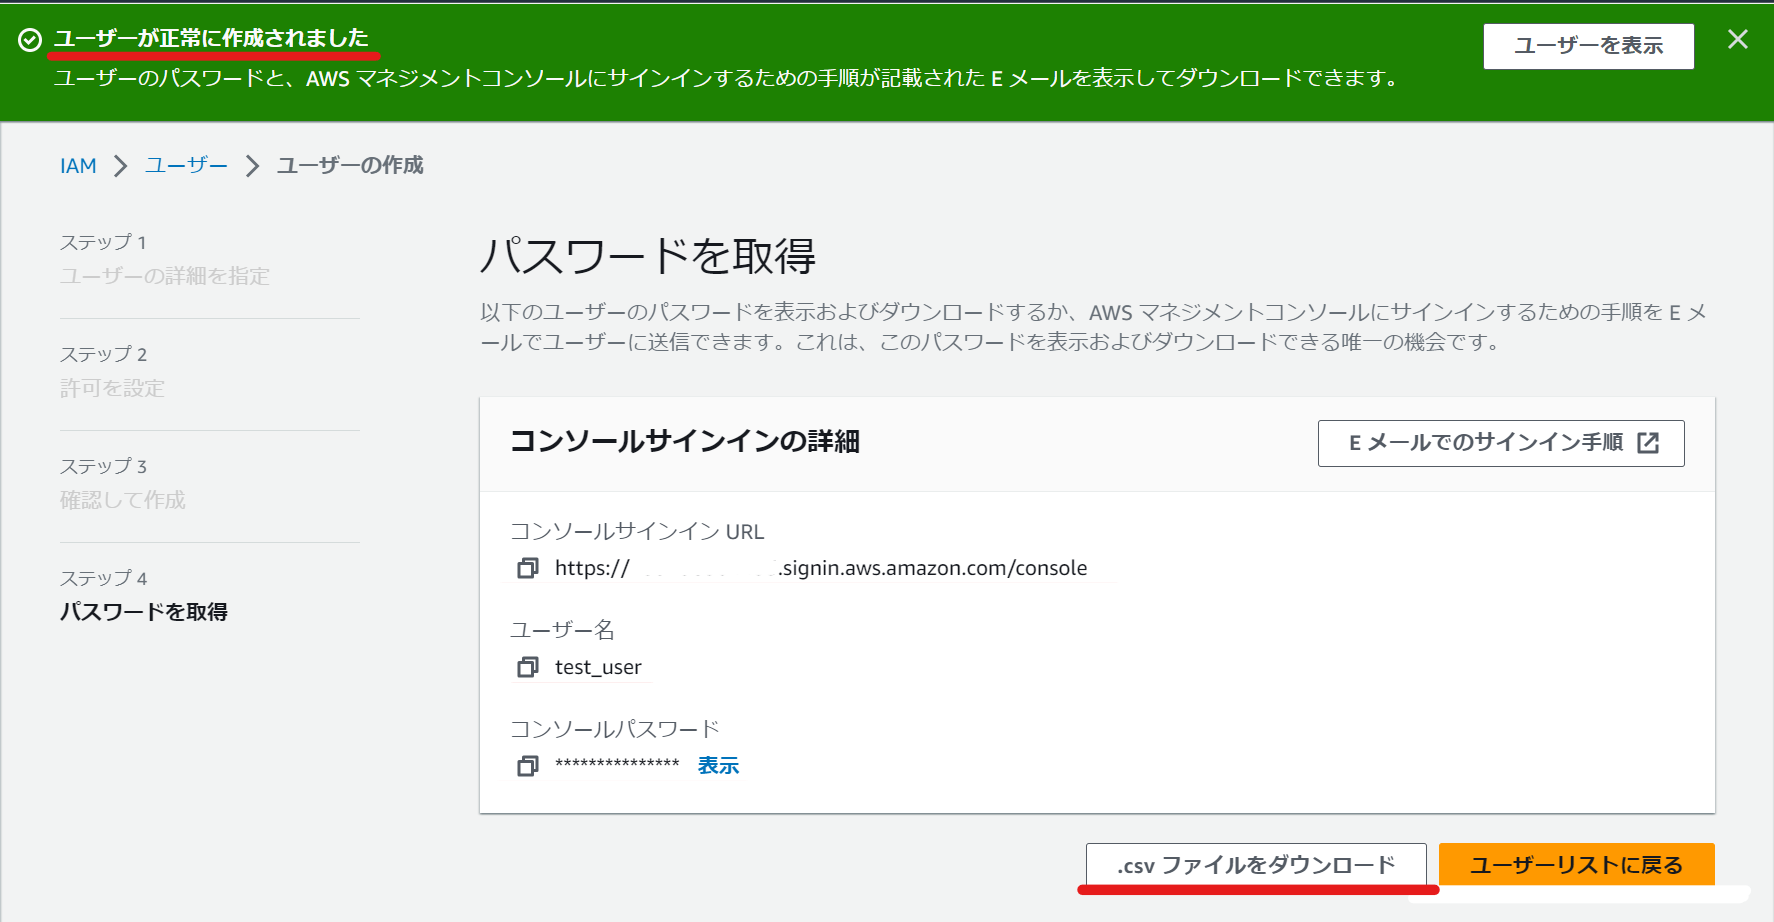 ユーザーが正常に作成されました
ユーザーのパスワードと、AWS マネジメントコンソールにサインインするための手順が記載された E メールを表示してダウンロードできます。
ユーザーを表示
IAM
ユーザー
ユーザーの作成
ステップ 1
ユーザーの詳細を指定
ステップ 2
許可を設定
ステップ 3
確認して作成
ステップ 4
パスワードを取得
パスワードを取得
以下のユーザーのパスワードを表示およびダウンロードするか、AWS マネジメントコンソールにサインインするための手順を E メ
ールでユーザーに送信できます。これは、このパスワードを表示およびダウンロードできる唯一の機会です。
コンソールサインインの詳細
E メールでのサインイン手順
コンソールサインイン URL
https:// .signin.aws.amazon.com/console
ユーザー名
test_user
コンソールパスワード
*************** 表示
.csv ファイルをダウンロード
ユーザーリストに戻る